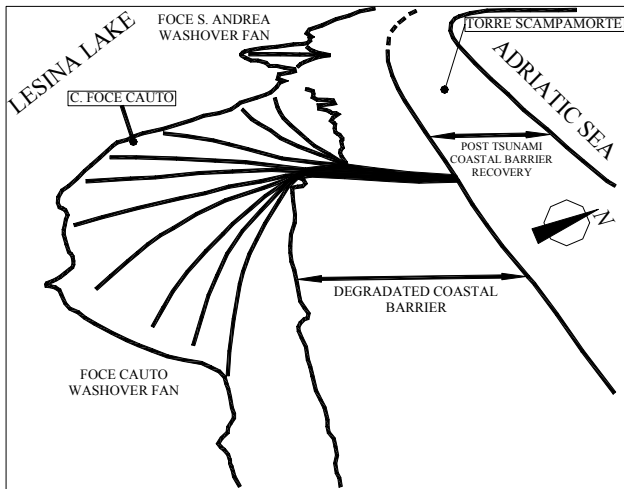 FOCE S. ANDREA
WASHOVER FAN
TORRE SCAMPAMORTE
LESINA LAKE
ADRIATIC SEA
C. FOCE CAUTO
POST TSUNAMI
COASTAL BARRIER
RECOVERY
N
DEGRADATED COASTAL
BARRIER
FOCE CAUTO
WASHOVER FAN